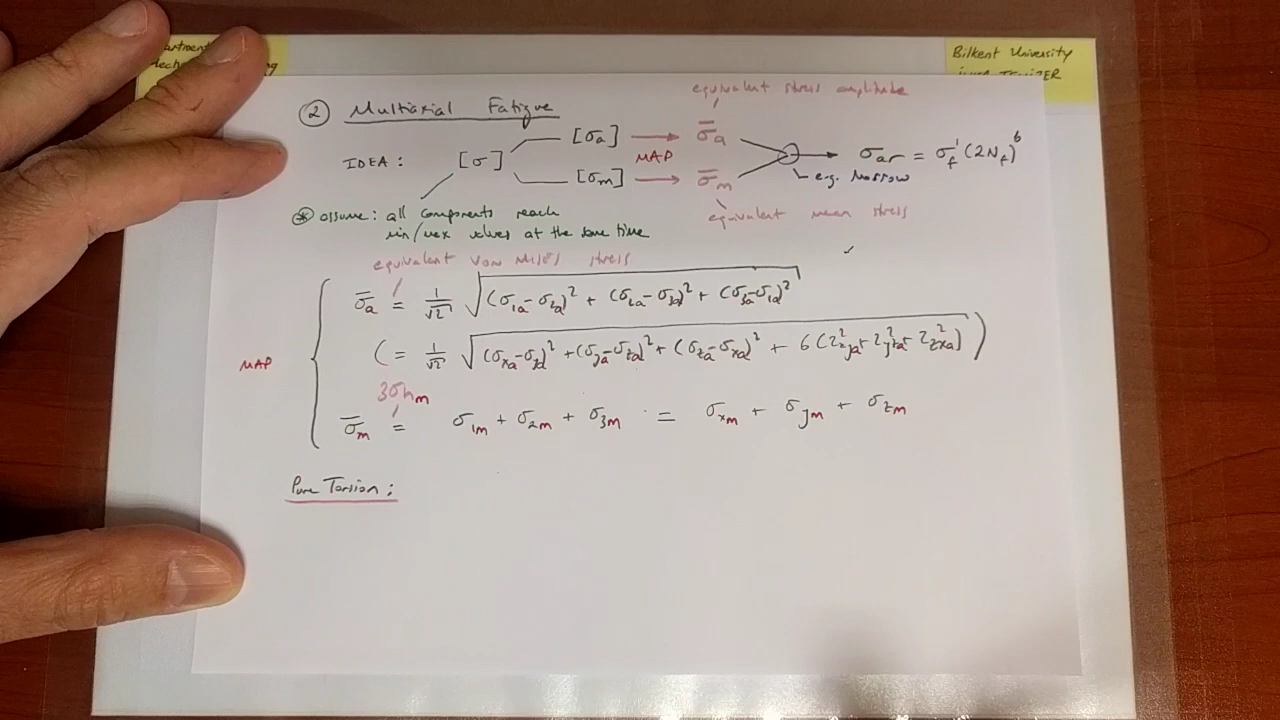 Bilkent University
② Multiaxial Fatigue
equivalent stress amplitude
IDEA : [σ] [σa] → σ̅a
MAP
[σm] → σ̅m
σar = σf' (2Nf)^b
e.g. Morrow
equivalent mean stress
⊛ assume : all components reach
min/max values at the same time
equivalent VON MISES stress
σ̅a = 1/√2 √((σ1a-σ2a)² + (σ2a-σ3a)² + (σ3a-σ1a)²)
(= 1/√2 √((σxa-σya)² + (σya-σza)² + (σza-σxa)² + 6(τ²xya + τ²yza + τ²zxa)))
MAP
3σhm
σ̅m = σ1m + σ2m + σ3m = σxm + σym + σzm
Pure Torsion :